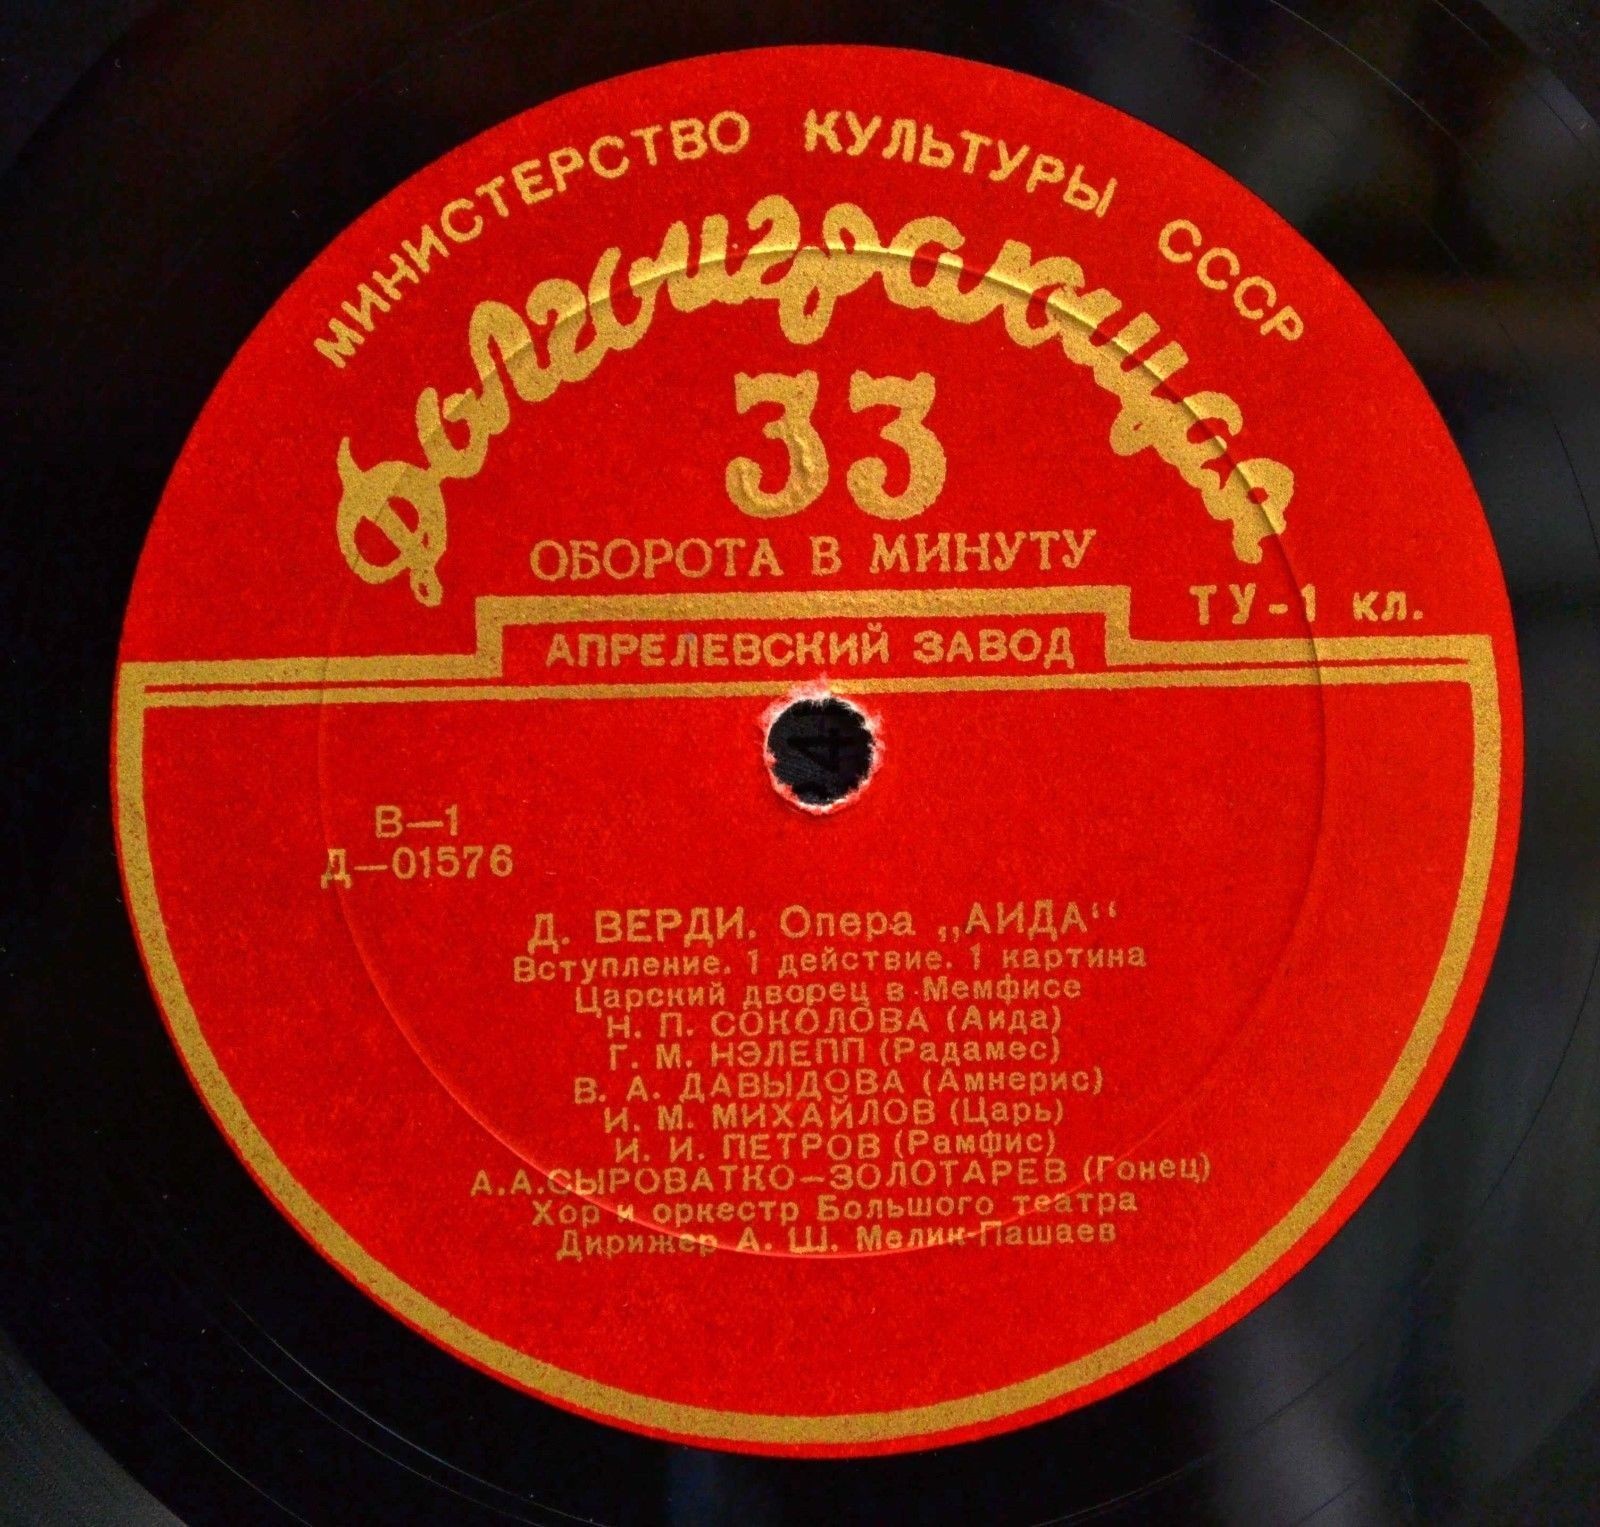 МИНИСТЕРСТВО КУЛЬТУРЫ СССР
Долгоиграющая
33
ОБОРОТА В МИНУТУ
ТУ-1 кл.
АПРЕЛЕВСКИЙ ЗАВОД
В—1
Д—01576
Д. ВЕРДИ. Опера „АИДА“
Вступление. 1 действие. 1 картина
Царский дворец в Мемфисе
Н. П. СОКОЛОВА (Аида)
Г. М. НЭЛЕПП (Радамес)
В. А. ДАВЫДОВА (Амнерис)
И. М. МИХАЙЛОВ (Царь)
И. И. ПЕТРОВ (Рамфис)
А.А.СЫРОВАТКО—ЗОЛОТАРЕВ (Гонец)
Хор и оркестр Большого театра
Дирижер А. Ш. Мелик-Пашаев